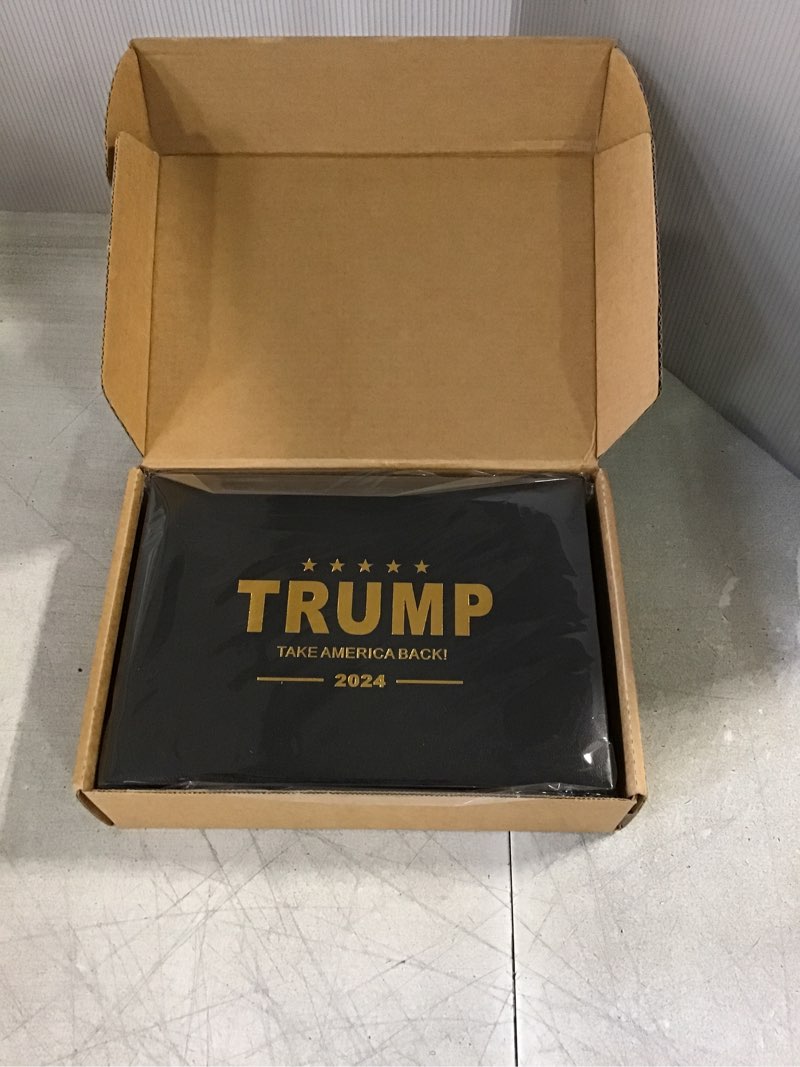 ★★★★★
TRUMP
TAKE AMERICA BACK!
2024